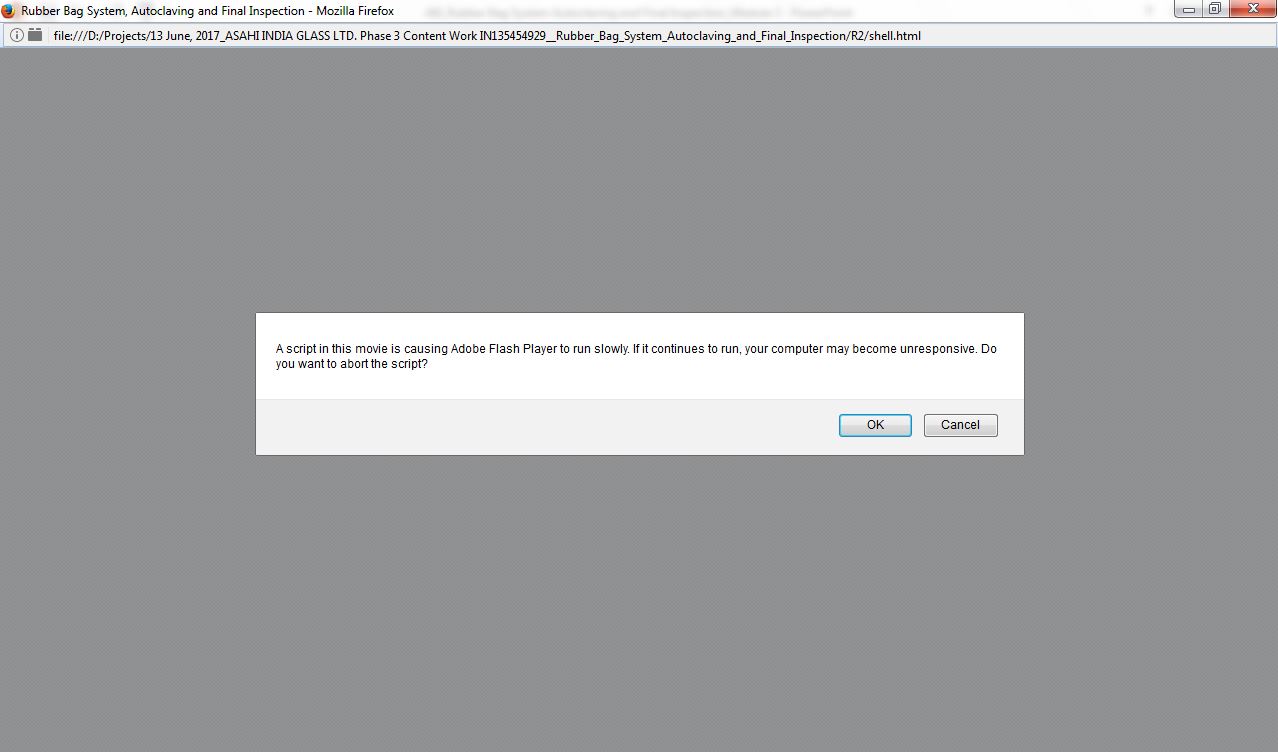 Rubber Bag System, Autoclaving and Final Inspection - Mozilla Firefox
file:///D:/Projects/13 June, 2017_ASAHI INDIA GLASS LTD. Phase 3 Content Work IN135454929__Rubber_Bag_System_Autoclaving_and_Final_Inspection/R2/shell.html
A script in this movie is causing Adobe Flash Player to run slowly. If it continues to run, your computer may become unresponsive. Do
you want to abort the script?
OK Cancel